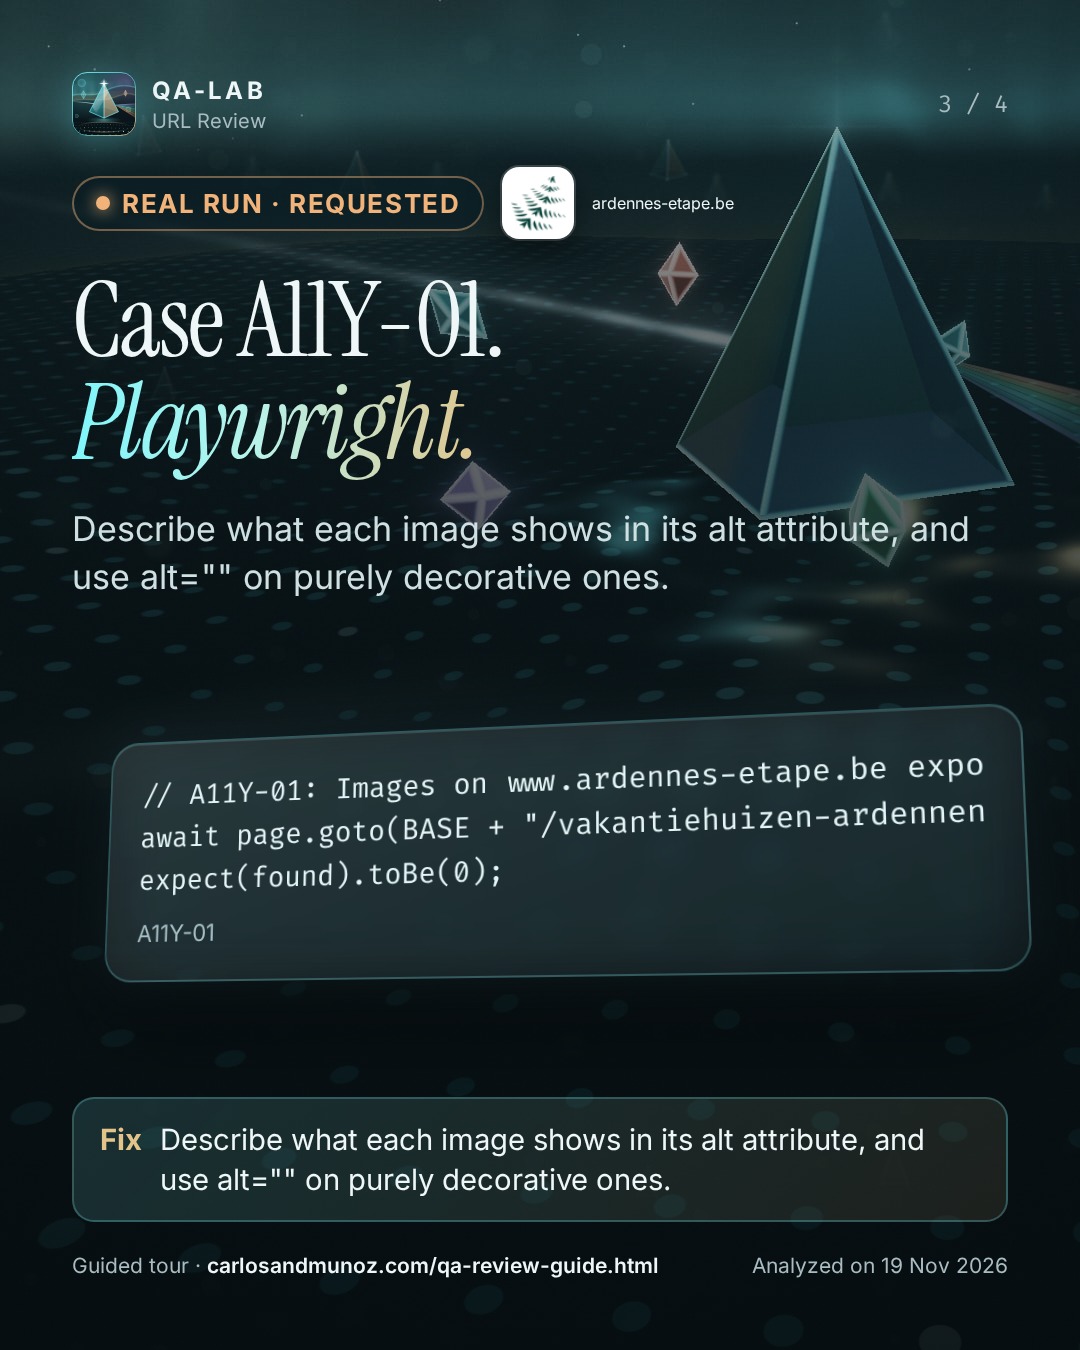 QA-LAB
URL Review
3 / 4
REAL RUN · REQUESTED
ardennes-etape.be
Case A11Y-01.
Playwright.
Describe what each image shows in its alt attribute, and
use alt="" on purely decorative ones.
// A11Y-01: Images on www.ardennes-etape.be expo
await page.goto(BASE + "/vakantiehuizen-ardennen
expect(found).toBe(0);
A11Y-01
Fix Describe what each image shows in its alt attribute, and
use alt="" on purely decorative ones.
Guided tour · carlosandmunoz.com/qa-review-guide.html
Analyzed on 19 Nov 2026